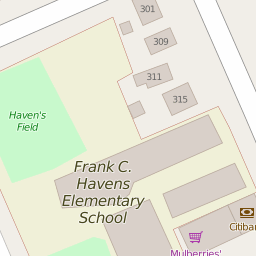 301
309
311
315
Haven's
Field
Frank C.
Havens
Elementary
School
Citiban
Mulberries'